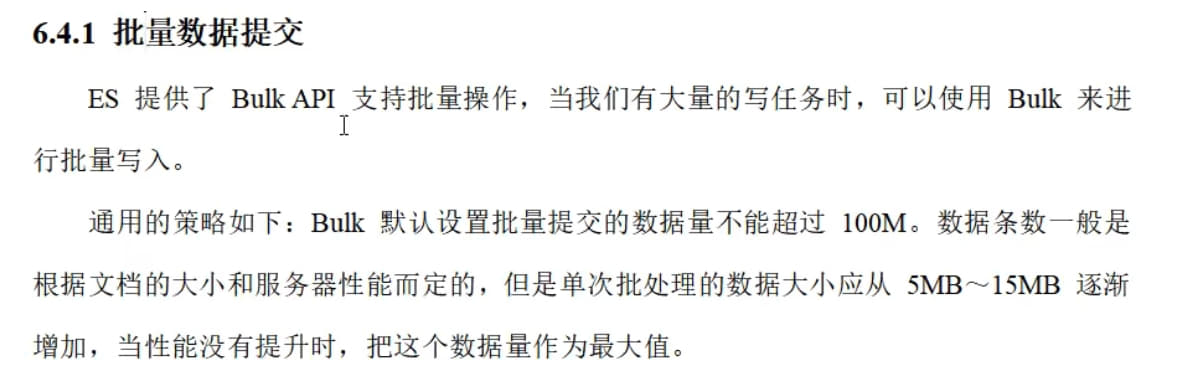 6.4.1 批量数据提交
ES 提供了 Bulk API 支持批量操作，当我们有大量的写任务时，可以使用 Bulk 来进
行批量写入。
通用的策略如下：Bulk 默认设置批量提交的数据量不能超过 100M。数据条数一般是
根据文档的大小和服务器性能而定的，但是单次批处理的数据大小应从 5MB～15MB 逐渐
增加，当性能没有提升时，把这个数据量作为最大值。